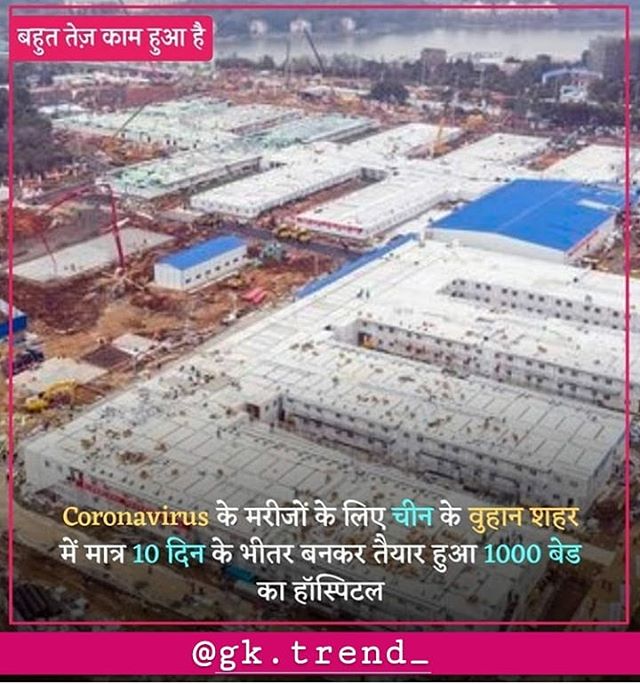 बहुत तेज़ काम हुआ है
Coronavirus के मरीजों के लिए चीन के वुहान शहर
में मात्र 10 दिन के भीतर बनकर तैयार हुआ 1000 बेड
का हॉस्पिटल
@gk.trend_